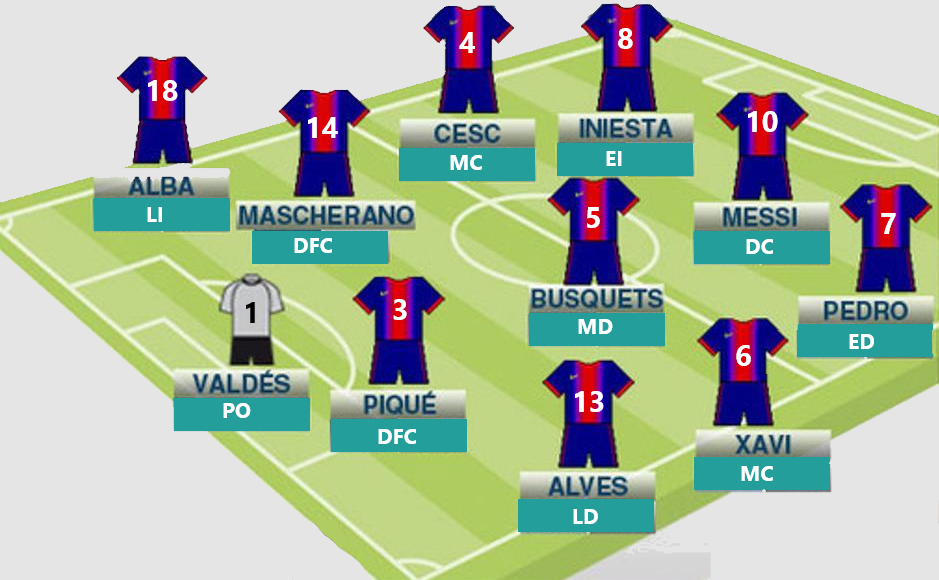 4
CESC
MC
8
INIESTA
EI
18
ALBA
LI
14
MASCHERANO
DFC
10
MESSI
DC
5
BUSQUETS
MD
7
PEDRO
ED
1
VALDÉS
PO
3
PIQUÉ
DFC
6
XAVI
MC
13
ALVES
LD